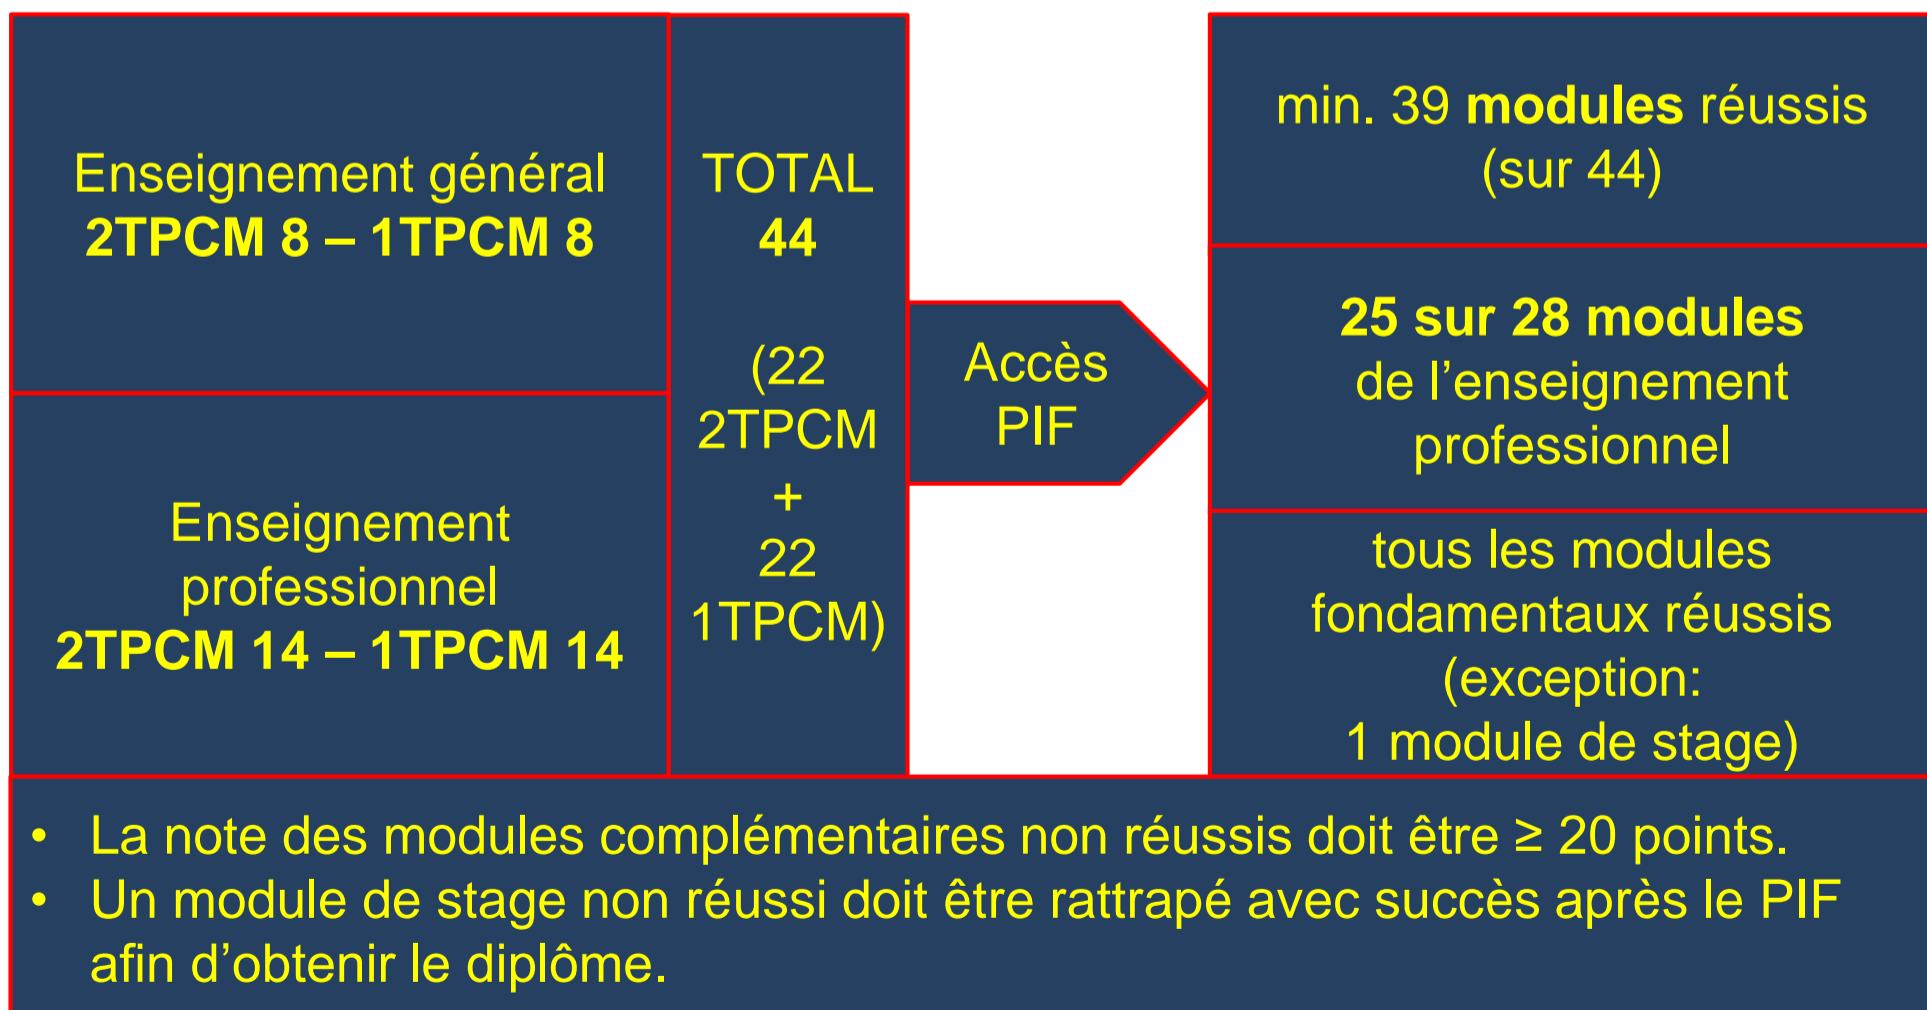 Enseignement général
2TPCM 8 – 1TPCM 8
Enseignement
professionnel
2TPCM 14 – 1TPCM 14
TOTAL
44
(22
2TPCM
+
22
1TPCM)
Accès
PIF
min. 39 modules réussis
(sur 44)
25 sur 28 modules
de l’enseignement
professionnel
tous les modules
fondamentaux réussis
(exception:
1 module de stage)
• La note des modules complémentaires non réussis doit être ≥ 20 points.
• Un module de stage non réussi doit être rattrapé avec succès après le PIF
afin d’obtenir le diplôme.